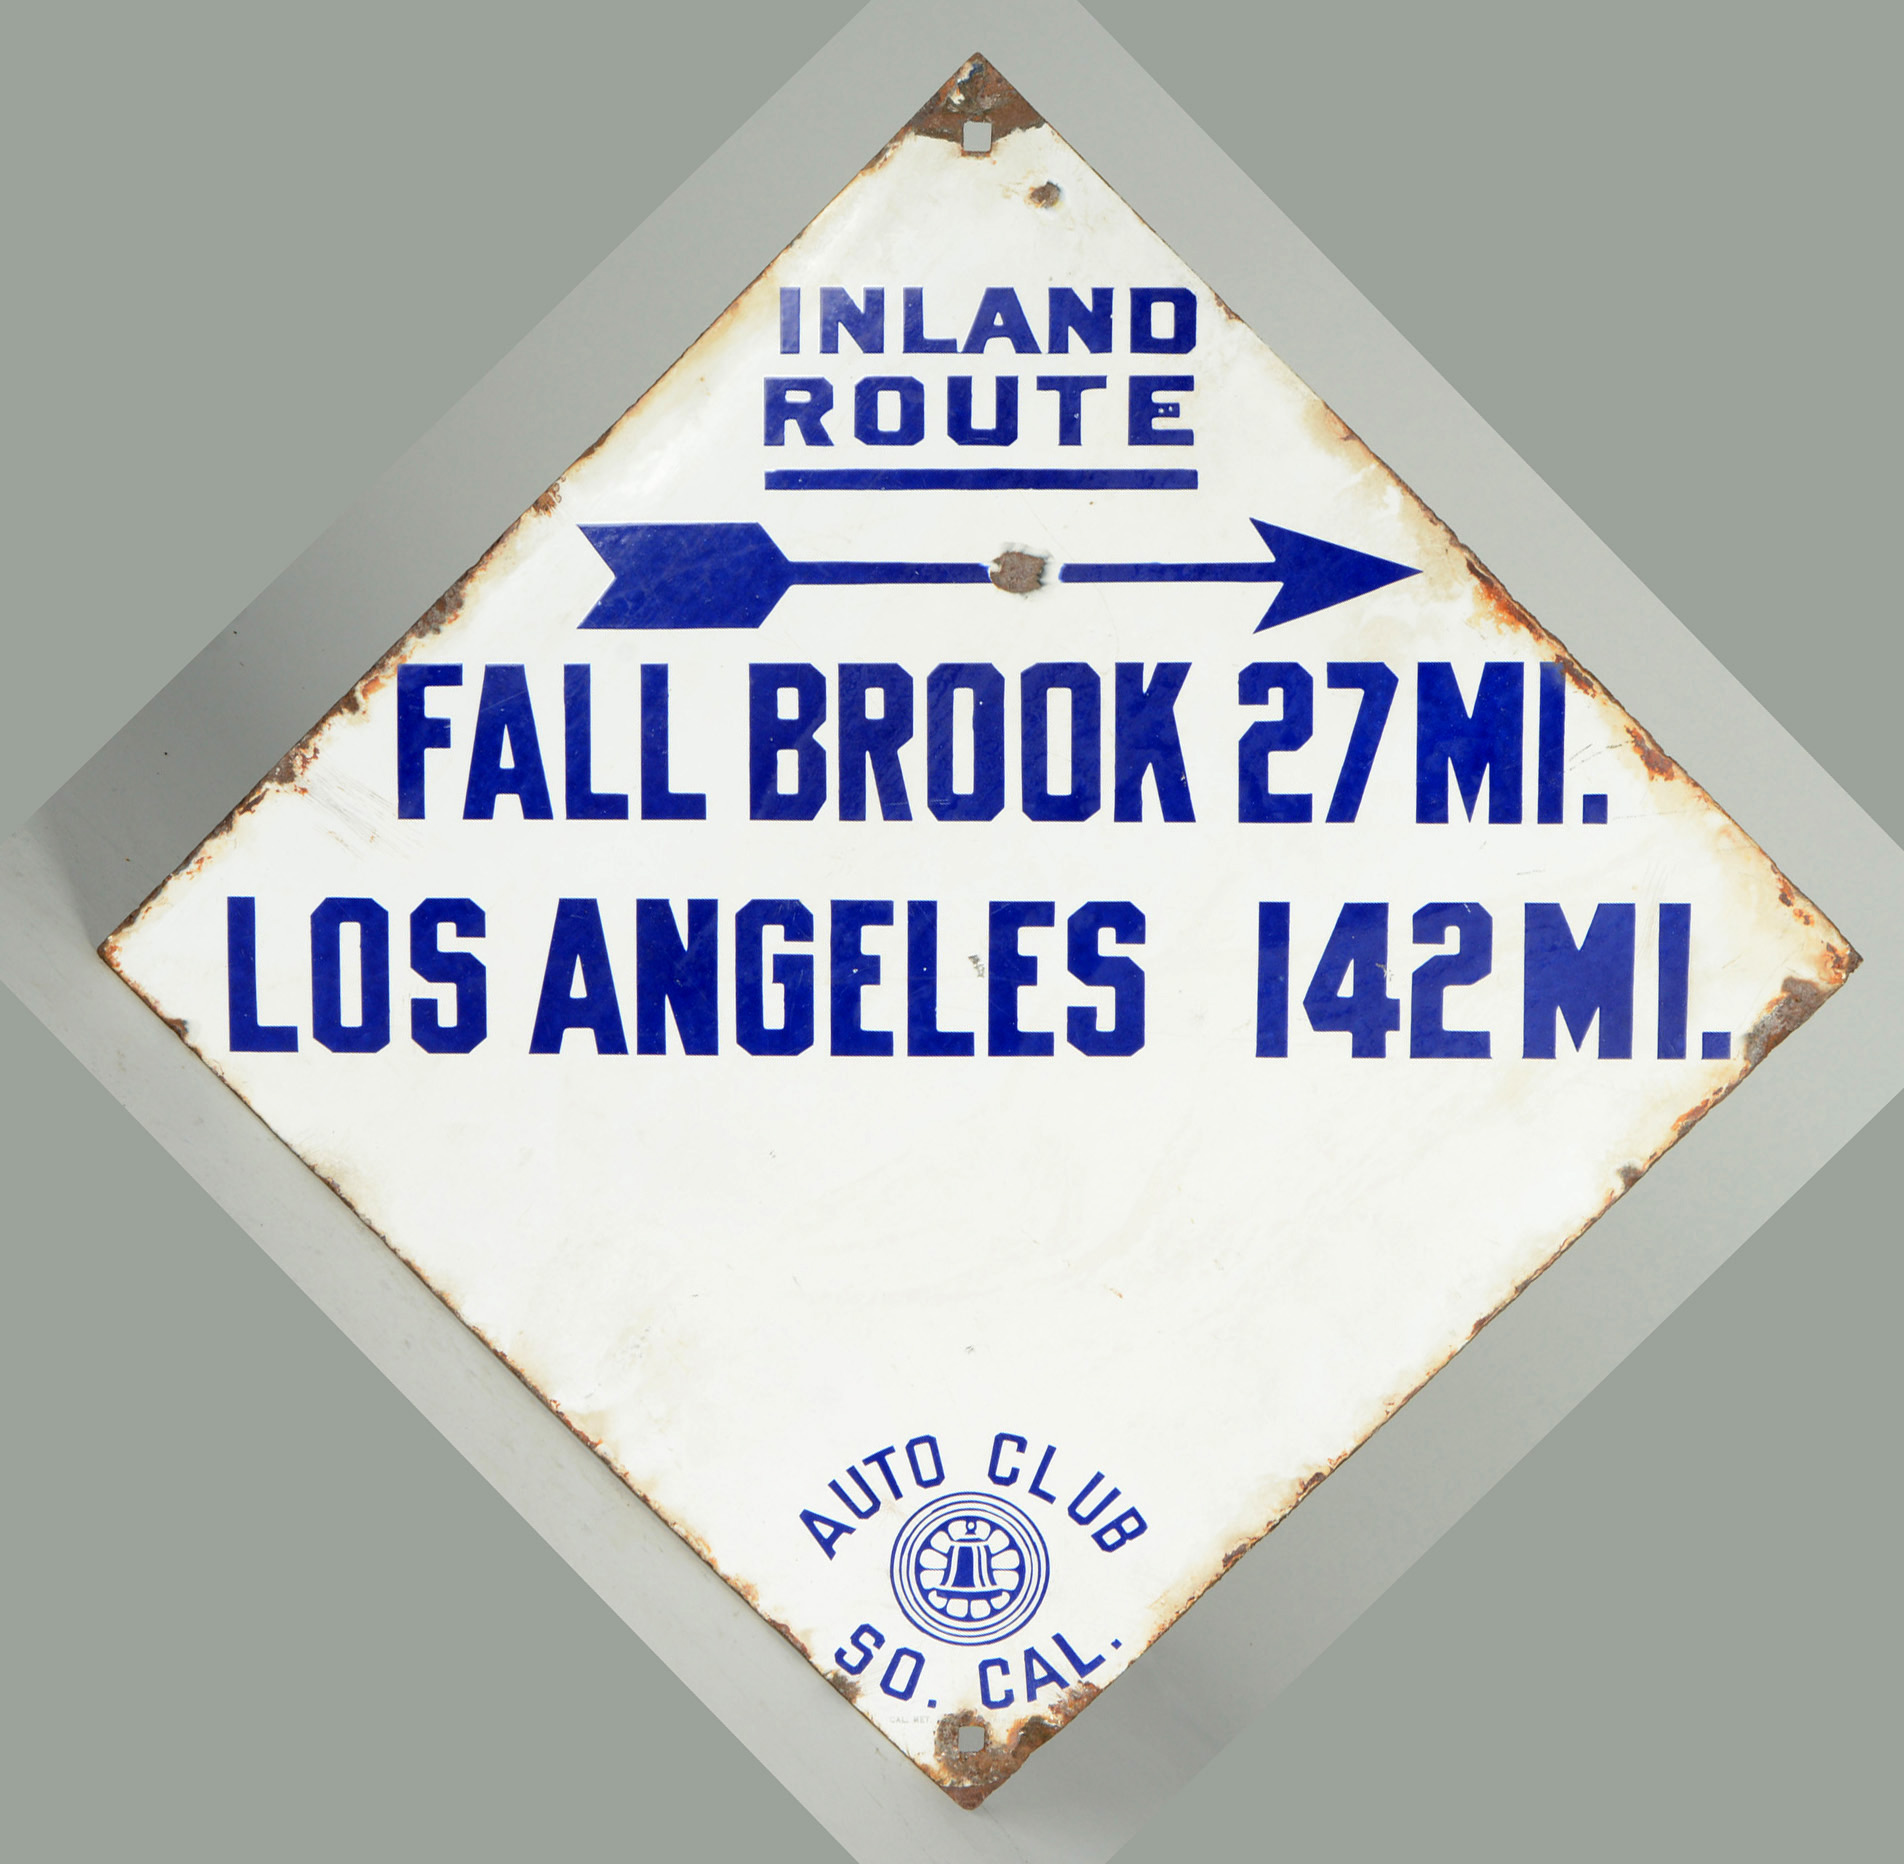 INLAND
ROUTE
FALL BROOK 27 MI.
LOS ANGELES 142 MI.
AUTO CLUB
SO. CAL.